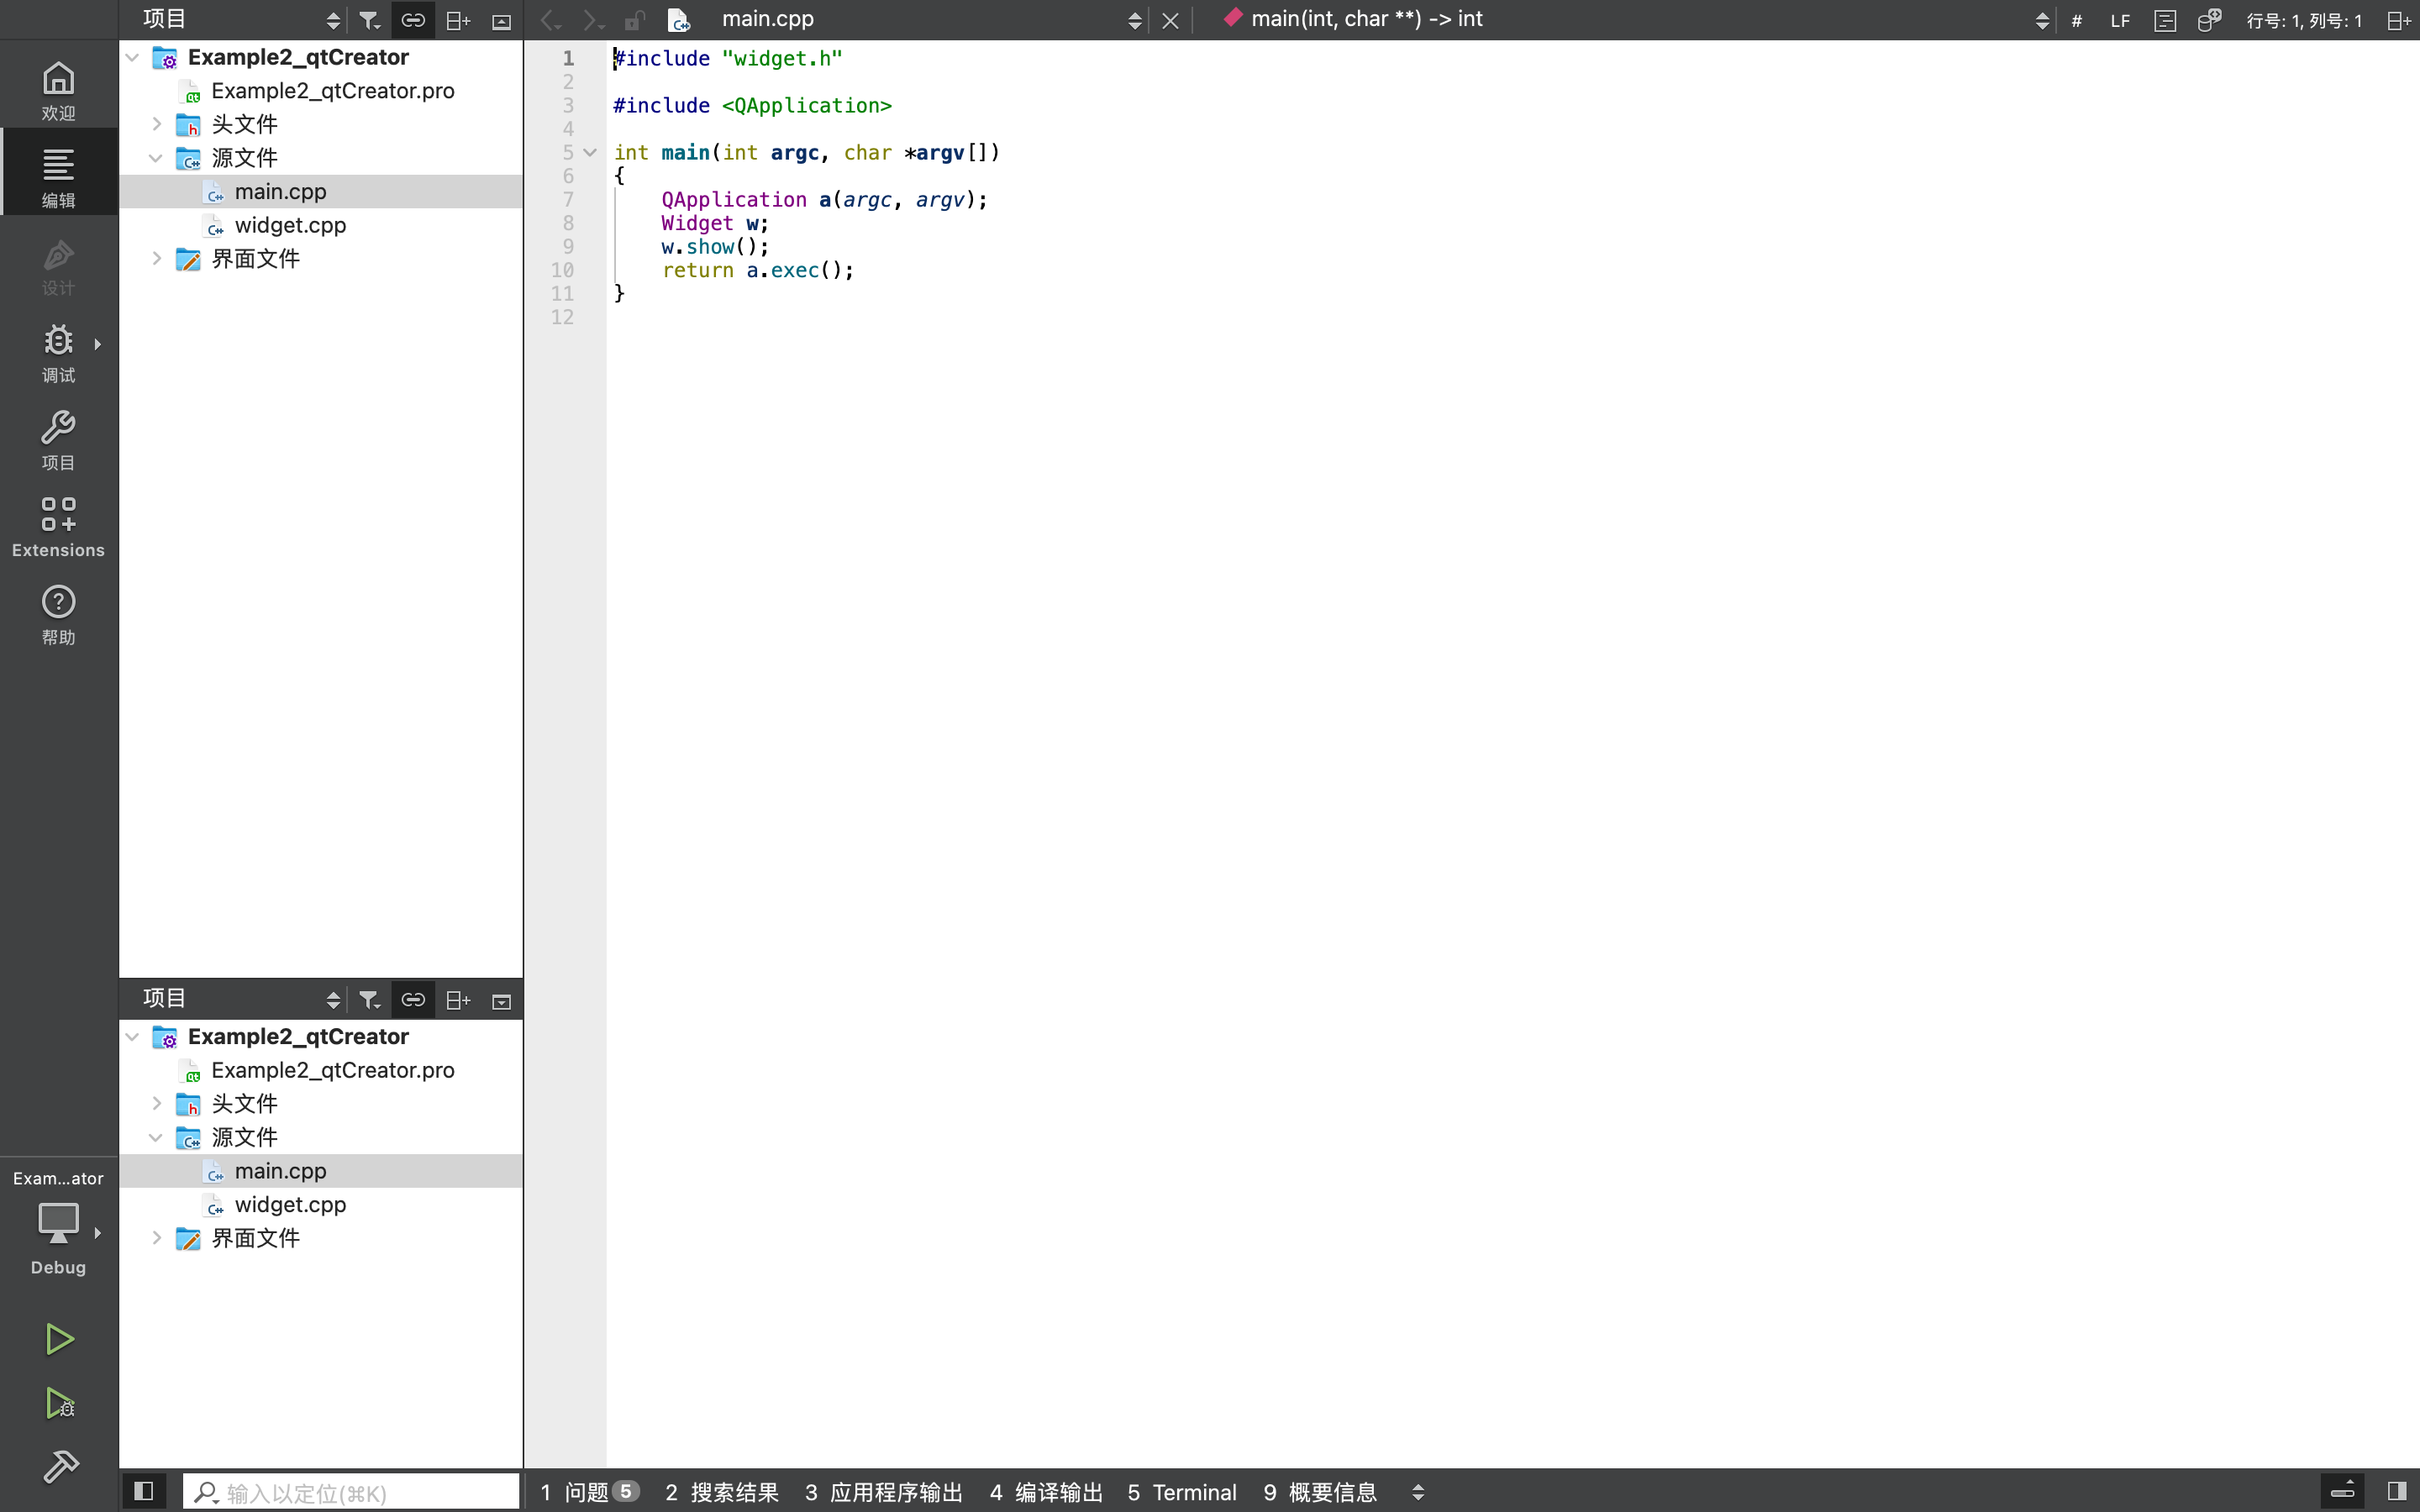 项目
main.cpp
main(int, char **) -> int
#
LF
行号: 1, 列号: 1
欢迎
编辑
设计
调试
项目
Extensions
帮助
Exam...ator
Debug
Example2_qtCreator
Example2_qtCreator.pro
头文件
源文件
main.cpp
widget.cpp
界面文件
项目
Example2_qtCreator
Example2_qtCreator.pro
头文件
源文件
main.cpp
widget.cpp
界面文件
1 #include "widget.h"
2
3 #include <QApplication>
4
5 int main(int argc, char *argv[])
6 {
7     QApplication a(argc, argv);
8     Widget w;
9     w.show();
10     return a.exec();
11 }
12
输入以定位(⌘K)
1 问题 5
2 搜索结果
3 应用程序输出
4 编译输出
5 Terminal
9 概要信息